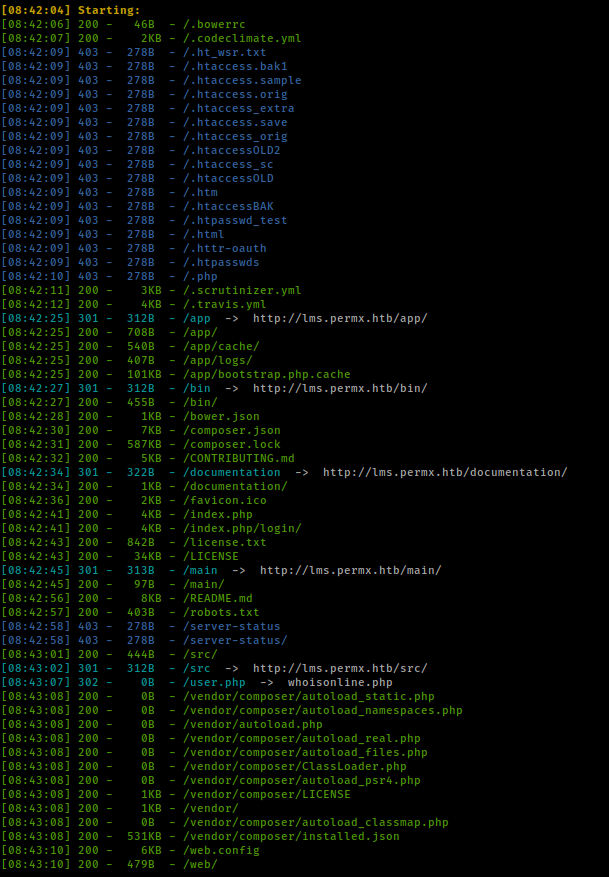 [08:42:04] Starting:
[08:42:06] 200 -   46B  - /.bowerrc
[08:42:07] 200 -    2KB - /.codeclimate.yml
[08:42:09] 403 -  278B  - /.ht_wsr.txt
[08:42:09] 403 -  278B  - /.htaccess.bak1
[08:42:09] 403 -  278B  - /.htaccess.sample
[08:42:09] 403 -  278B  - /.htaccess.orig
[08:42:09] 403 -  278B  - /.htaccess_extra
[08:42:09] 403 -  278B  - /.htaccess.save
[08:42:09] 403 -  278B  - /.htaccess_orig
[08:42:09] 403 -  278B  - /.htaccessOLD2
[08:42:09] 403 -  278B  - /.htaccess_sc
[08:42:09] 403 -  278B  - /.htaccessOLD
[08:42:09] 403 -  278B  - /.htm
[08:42:09] 403 -  278B  - /.htaccessBAK
[08:42:09] 403 -  278B  - /.htpasswd_test
[08:42:09] 403 -  278B  - /.html
[08:42:09] 403 -  278B  - /.httr-oauth
[08:42:09] 403 -  278B  - /.htpasswds
[08:42:10] 403 -  278B  - /.php
[08:42:11] 200 -    3KB - /.scrutinizer.yml
[08:42:12] 200 -    4KB - /.travis.yml
[08:42:25] 301 -  312B  - /app  ->  http://lms.permx.htb/app/
[08:42:25] 200 -  708B  - /app/
[08:42:25] 200 -  540B  - /app/cache/
[08:42:25] 200 -  407B  - /app/logs/
[08:42:25] 200 -  101KB - /app/bootstrap.php.cache
[08:42:27] 301 -  312B  - /bin  ->  http://lms.permx.htb/bin/
[08:42:27] 200 -  455B  - /bin/
[08:42:28] 200 -    1KB - /bower.json
[08:42:30] 200 -    7KB - /composer.json
[08:42:31] 200 -  587KB - /composer.lock
[08:42:32] 200 -    5KB - /CONTRIBUTING.md
[08:42:34] 301 -  322B  - /documentation  ->  http://lms.permx.htb/documentation/
[08:42:34] 200 -    1KB - /documentation/
[08:42:36] 200 -    2KB - /favicon.ico
[08:42:41] 200 -    4KB - /index.php
[08:42:41] 200 -    4KB - /index.php/login/
[08:42:43] 200 -  842B  - /license.txt
[08:42:43] 200 -   34KB - /LICENSE
[08:42:45] 301 -  313B  - /main  ->  http://lms.permx.htb/main/
[08:42:45] 200 -   97B  - /main/
[08:42:56] 200 -    8KB - /README.md
[08:42:57] 200 -  403B  - /robots.txt
[08:42:58] 403 -  278B  - /server-status
[08:42:58] 403 -  278B  - /server-status/
[08:43:01] 200 -  444B  - /src/
[08:43:02] 301 -  312B  - /src  ->  http://lms.permx.htb/src/
[08:43:07] 302 -    0B  - /user.php  ->  whoisonline.php
[08:43:08] 200 -    0B  - /vendor/composer/autoload_static.php
[08:43:08] 200 -    0B  - /vendor/composer/autoload_namespaces.php
[08:43:08] 200 -    0B  - /vendor/autoload.php
[08:43:08] 200 -    0B  - /vendor/composer/autoload_real.php
[08:43:08] 200 -    0B  - /vendor/composer/autoload_files.php
[08:43:08] 200 -    0B  - /vendor/composer/ClassLoader.php
[08:43:08] 200 -    0B  - /vendor/composer/autoload_psr4.php
[08:43:08] 200 -    1KB - /vendor/composer/LICENSE
[08:43:08] 200 -    1KB - /vendor/
[08:43:08] 200 -    0B  - /vendor/composer/autoload_classmap.php
[08:43:08] 200 -  531KB - /vendor/composer/installed.json
[08:43:10] 200 -    6KB - /web.config
[08:43:10] 200 -  479B  - /web/